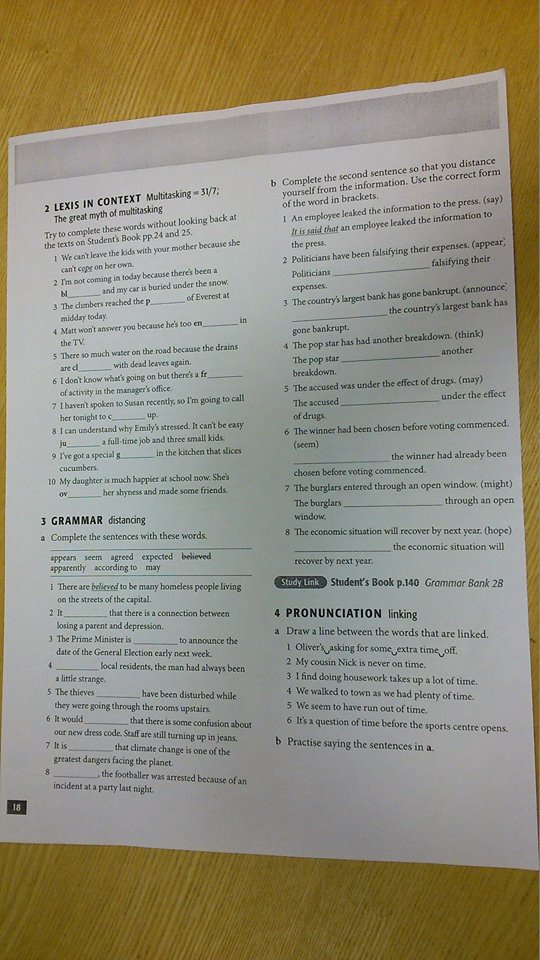 2 LEXIS IN CONTEXT Multitasking = 31/7;
The great myth of multitasking
Try to complete these words without looking back at
the texts on Student's Book pp.24 and 25.
1 We can't leave the kids with your mother because she
can't cope on her own.
2 I'm not coming in today because there's been a
bl________ and my car is buried under the snow.
3 The climbers reached the p________ of Everest at
midday today.
4 Matt won't answer you because he's too en________ in
the TV.
5 There so much water on the road because the drains
are cl________ with dead leaves again.
6 I don't know what's going on but there's a fr________
of activity in the manager's office.
7 I haven't spoken to Susan recently, so I'm going to call
her tonight to c________ up.
8 I can understand why Emily's stressed. It can't be easy
ju________ a full-time job and three small kids.
9 I've got a special g________ in the kitchen that slices
cucumbers.
10 My daughter is much happier at school now. She's
ov________ her shyness and made some friends.
3 GRAMMAR distancing
a Complete the sentences with these words.
appears seem agreed expected believed
apparently according to may
1 There are believed to be many homeless people living
on the streets of the capital.
2 It __________ that there is a connection between
losing a parent and depression.
3 The Prime Minister is __________ to announce the
date of the General Election early next week.
4 __________ local residents, the man had always been
a little strange.
5 The thieves __________ have been disturbed while
they were going through the rooms upstairs.
6 It would __________ that there is some confusion about
our new dress code. Staff are still turning up in jeans.
7 It is __________ that climate change is one of the
greatest dangers facing the planet.
8 __________, the footballer was arrested because of an
incident at a party last night.
18
b Complete the second sentence so that you distance
yourself from the information. Use the correct form
of the word in brackets.
1 An employee leaked the information to the press. (say)
It is said that an employee leaked the information to
the press.
2 Politicians have been falsifying their expenses. (appear)
Politicians ____________________ falsifying their
expenses.
3 The country's largest bank has gone bankrupt. (announce)
____________________ the country's largest bank has
gone bankrupt.
4 The pop star has had another breakdown. (think)
The pop star ____________________ another
breakdown.
5 The accused was under the effect of drugs. (may)
The accused ____________________ under the effect
of drugs.
6 The winner had been chosen before voting commenced.
(seem)
____________________ the winner had already been
chosen before voting commenced.
7 The burglars entered through an open window. (might)
The burglars ____________________ through an open
window.
8 The economic situation will recover by next year. (hope)
____________________ the economic situation will
recover by next year.
Study Link Student's Book p.140 Grammar Bank 2B
4 PRONUNCIATION linking
a Draw a line between the words that are linked.
1 Oliver's asking for some extra time off.
2 My cousin Nick is never on time.
3 I find doing housework takes up a lot of time.
4 We walked to town as we had plenty of time.
5 We seem to have run out of time.
6 It's a question of time before the sports centre opens.
b Practise saying the sentences in a.